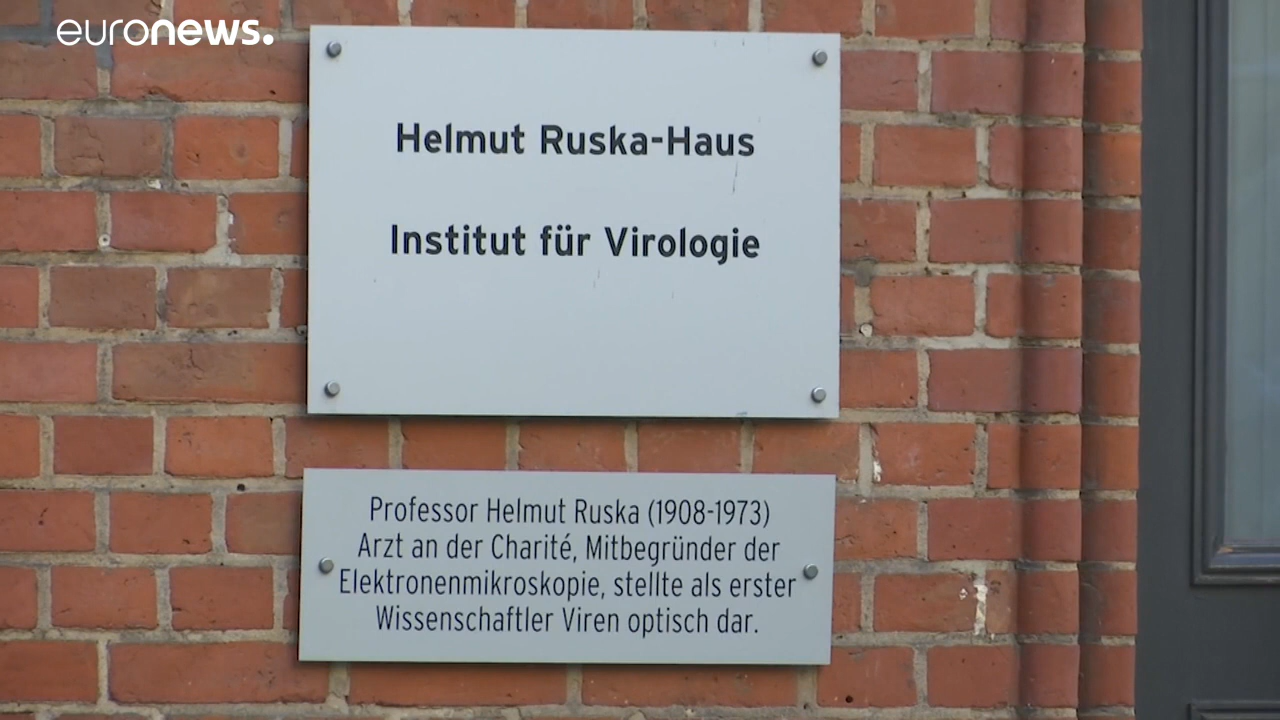 euronews.
Helmut Ruska-Haus
Institut für Virologie
Professor Helmut Ruska (1908-1973)
Arzt an der Charité, Mitbegründer der
Elektronenmikroskopie, stellte als erster
Wissenschaftler Viren optisch dar.